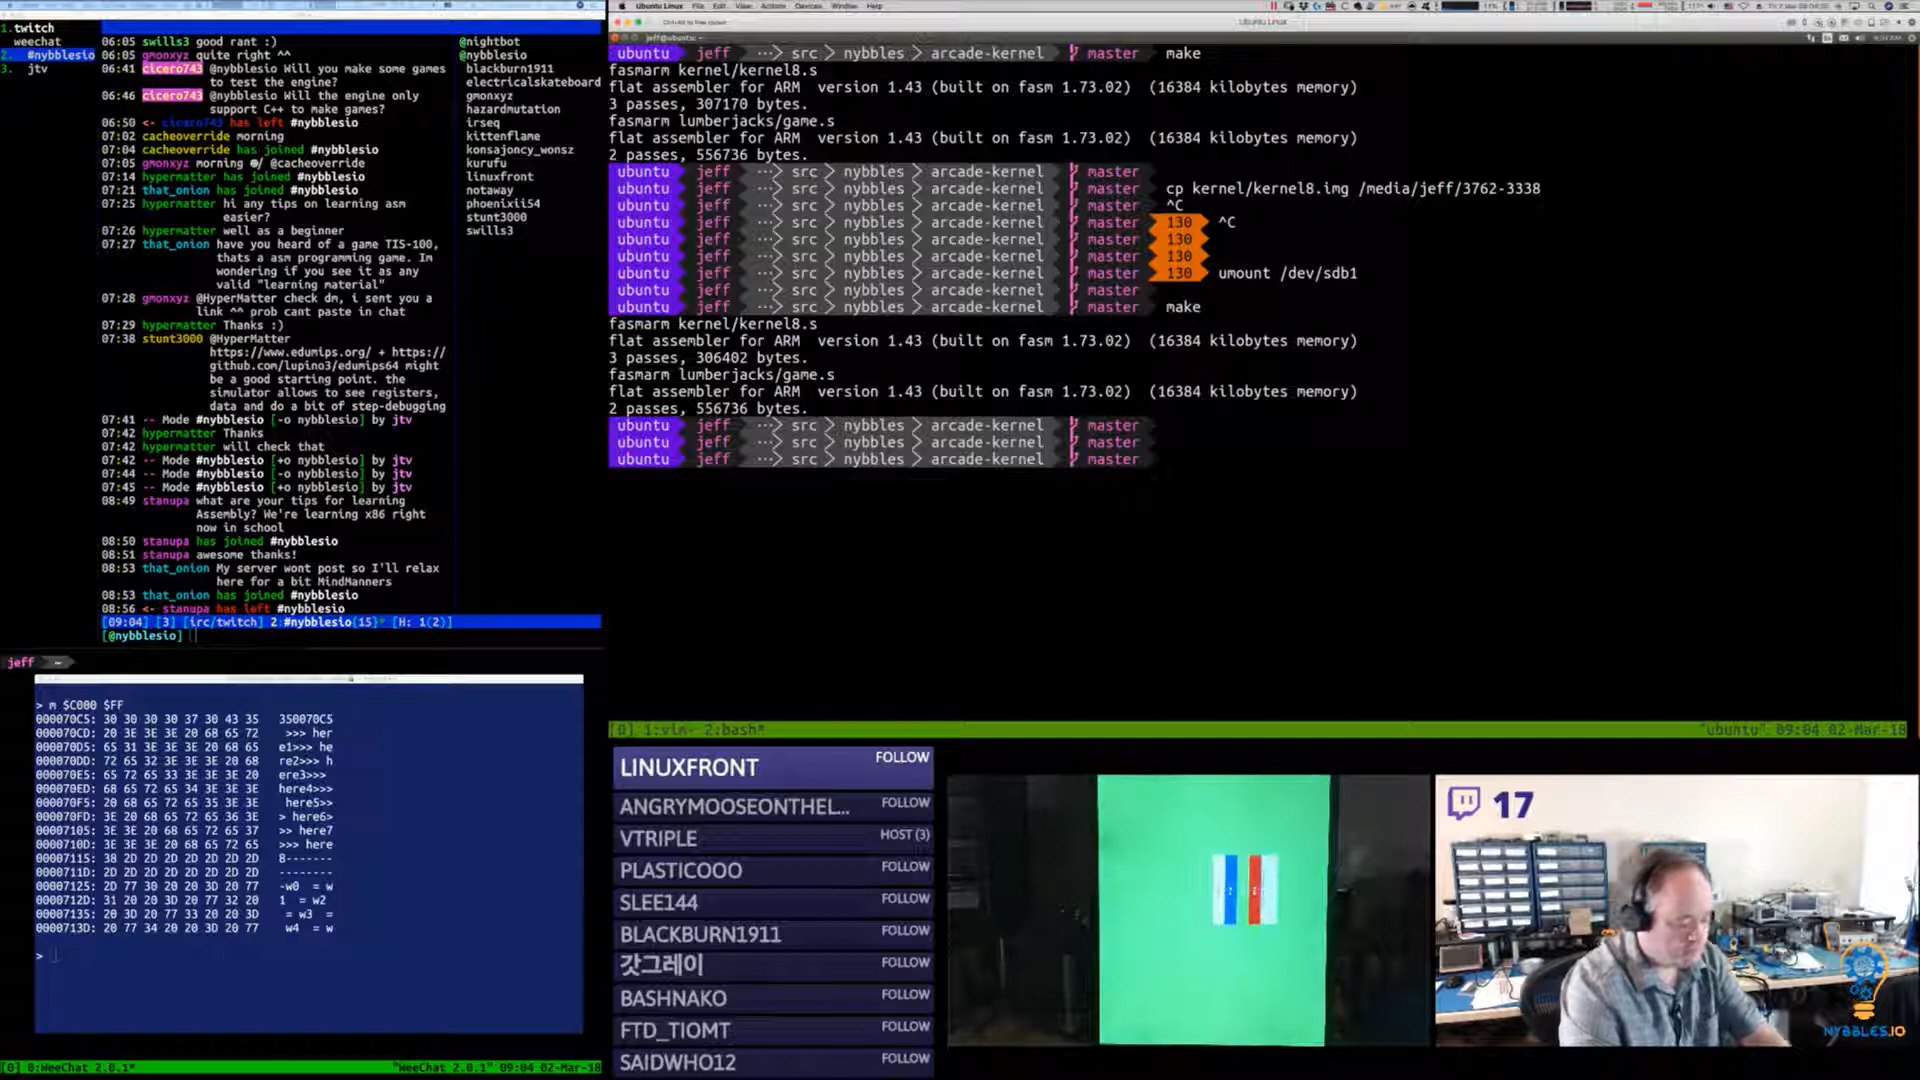 Ubuntu Linux File Edit View Actions Devices Window Help
1.twitch
weechat
2. #nybblesio
3. jtv
06:05 swills3 good rant :)
06:05 gmonxyz quite right ^^
06:41 cicero743 @nybblesio Will you make some games
to test the engine?
06:46 cicero743 @nybblesio Will the engine only
support C++ to make games?
06:50 <- cicero743 has left #nybblesio
07:02 cacheoverride morning
07:04 cacheoverride has joined #nybblesio
07:05 gmonxyz morning / @cacheoverride
07:14 hypermatter has joined #nybblesio
07:21 that_onion has joined #nybblesio
07:25 hypermatter hi any tips on learning asm
easier?
07:26 hypermatter well as a beginner
07:27 that_onion have you heard of a game TIS-100,
thats a asm programming game. Im
wondering if you see it as any
valid "learning material"
07:28 gmonxyz @HyperMatter check dm, i sent you a
link ^^ prob cant paste in chat
07:29 hypermatter Thanks :)
07:38 stunt3000 @HyperMatter
https://www.edumips.org/ + https://
github.com/lupino3/edumips64 might
be a good starting point. the
simulator allows to see registers,
data and do a bit of step-debugging
07:41 -- Mode #nybblesio [-o nybblesio] by jtv
07:42 hypermatter Thanks
07:42 hypermatter will check that
07:42 -- Mode #nybblesio [+o nybblesio] by jtv
07:44 -- Mode #nybblesio [-o nybblesio] by jtv
07:45 -- Mode #nybblesio [+o nybblesio] by jtv
08:49 stanupa what are your tips for learning
Assembly? We're learning x86 right
now in school
08:50 stanupa has joined #nybblesio
08:51 stanupa awesome thanks!
08:53 that_onion My server wont post so I'll relax
here for a bit MindManners
08:53 that_onion has joined #nybblesio
08:56 <- stanupa has left #nybblesio
[09:04] [3] [irc/twitch] 2:#nybblesio(15)* [H: 1(2)]
[@nybblesio]
@nightbot
@nybblesio
blackburn1911
electricalskateboard
gmonxyz
hazardmutation
irseq
kittenflame
konsajoncy_wonsz
kurufu
linuxfront
notaway
phoenixii54
stunt3000
swills3
Ubuntu Linux
jeff@ubuntu: ~
ubuntu jeff ··· src nybbles arcade-kernel master make
fasmarm kernel/kernel8.s
flat assembler for ARM version 1.43 (built on fasm 1.73.02) (16384 kilobytes memory)
3 passes, 307170 bytes.
fasmarm lumberjacks/game.s
flat assembler for ARM version 1.43 (built on fasm 1.73.02) (16384 kilobytes memory)
2 passes, 556736 bytes.
ubuntu jeff ··· src nybbles arcade-kernel master
ubuntu jeff ··· src nybbles arcade-kernel master cp kernel/kernel8.img /media/jeff/3762-3338
ubuntu jeff ··· src nybbles arcade-kernel master ^C
ubuntu jeff ··· src nybbles arcade-kernel master 130 ^C
ubuntu jeff ··· src nybbles arcade-kernel master 130
ubuntu jeff ··· src nybbles arcade-kernel master 130
ubuntu jeff ··· src nybbles arcade-kernel master 130 umount /dev/sdb1
ubuntu jeff ··· src nybbles arcade-kernel master
ubuntu jeff ··· src nybbles arcade-kernel master make
fasmarm kernel/kernel8.s
flat assembler for ARM version 1.43 (built on fasm 1.73.02) (16384 kilobytes memory)
3 passes, 306402 bytes.
fasmarm lumberjacks/game.s
flat assembler for ARM version 1.43 (built on fasm 1.73.02) (16384 kilobytes memory)
2 passes, 556736 bytes.
ubuntu jeff ··· src nybbles arcade-kernel master
ubuntu jeff ··· src nybbles arcade-kernel master
ubuntu jeff ··· src nybbles arcade-kernel master
[0] 1:vim- 2:bash* "ubuntu" 09:04 02-Mar-18
jeff ~
> m $C000 $FF
000070C5: 30 30 30 30 37 30 43 35 350070C5
000070CD: 20 3E 3E 3E 20 68 65 72 >>> her
000070D5: 65 31 3E 3E 3E 20 68 65 e1>>> he
000070DD: 72 65 32 3E 3E 3E 20 68 re2>>> h
000070E5: 65 72 65 33 3E 3E 3E 20 ere3>>>
000070ED: 68 65 72 65 34 3E 3E 3E here4>>>
000070F5: 20 68 65 72 65 35 3E 3E here5>>
000070FD: 3E 20 68 65 72 65 36 3E > here6>
00007105: 3E 3E 20 68 65 72 65 37 >> here7
0000710D: 3E 3E 3E 20 68 65 72 65 >>> here
00007115: 38 2D 2D 2D 2D 2D 2D 2D 8-------
0000711D: 2D 2D 2D 2D 2D 2D 2D 2D --------
00007125: 2D 77 30 20 20 3D 20 77 -w0 = w
0000712D: 31 20 20 3D 20 77 32 20 1 = w2
00007135: 20 3D 20 77 33 20 20 3D = w3 =
0000713D: 20 77 34 20 20 3D 20 77 w4 = w
>
[0] 0:WeeChat 2.0.1* "WeeChat 2.0.1" 09:04 02-Mar-18
LINUXFRONT FOLLOW
ANGRYMOOSEONTHEL... FOLLOW
VTRIPLE HOST (3)
PLASTICOOO FOLLOW
SLEE144 FOLLOW
BLACKBURN1911 FOLLOW
갓그레이 FOLLOW
BASHNAKO FOLLOW
FTD_TIOMT FOLLOW
SAIDWHO12 FOLLOW
17
NYBBLES.IO